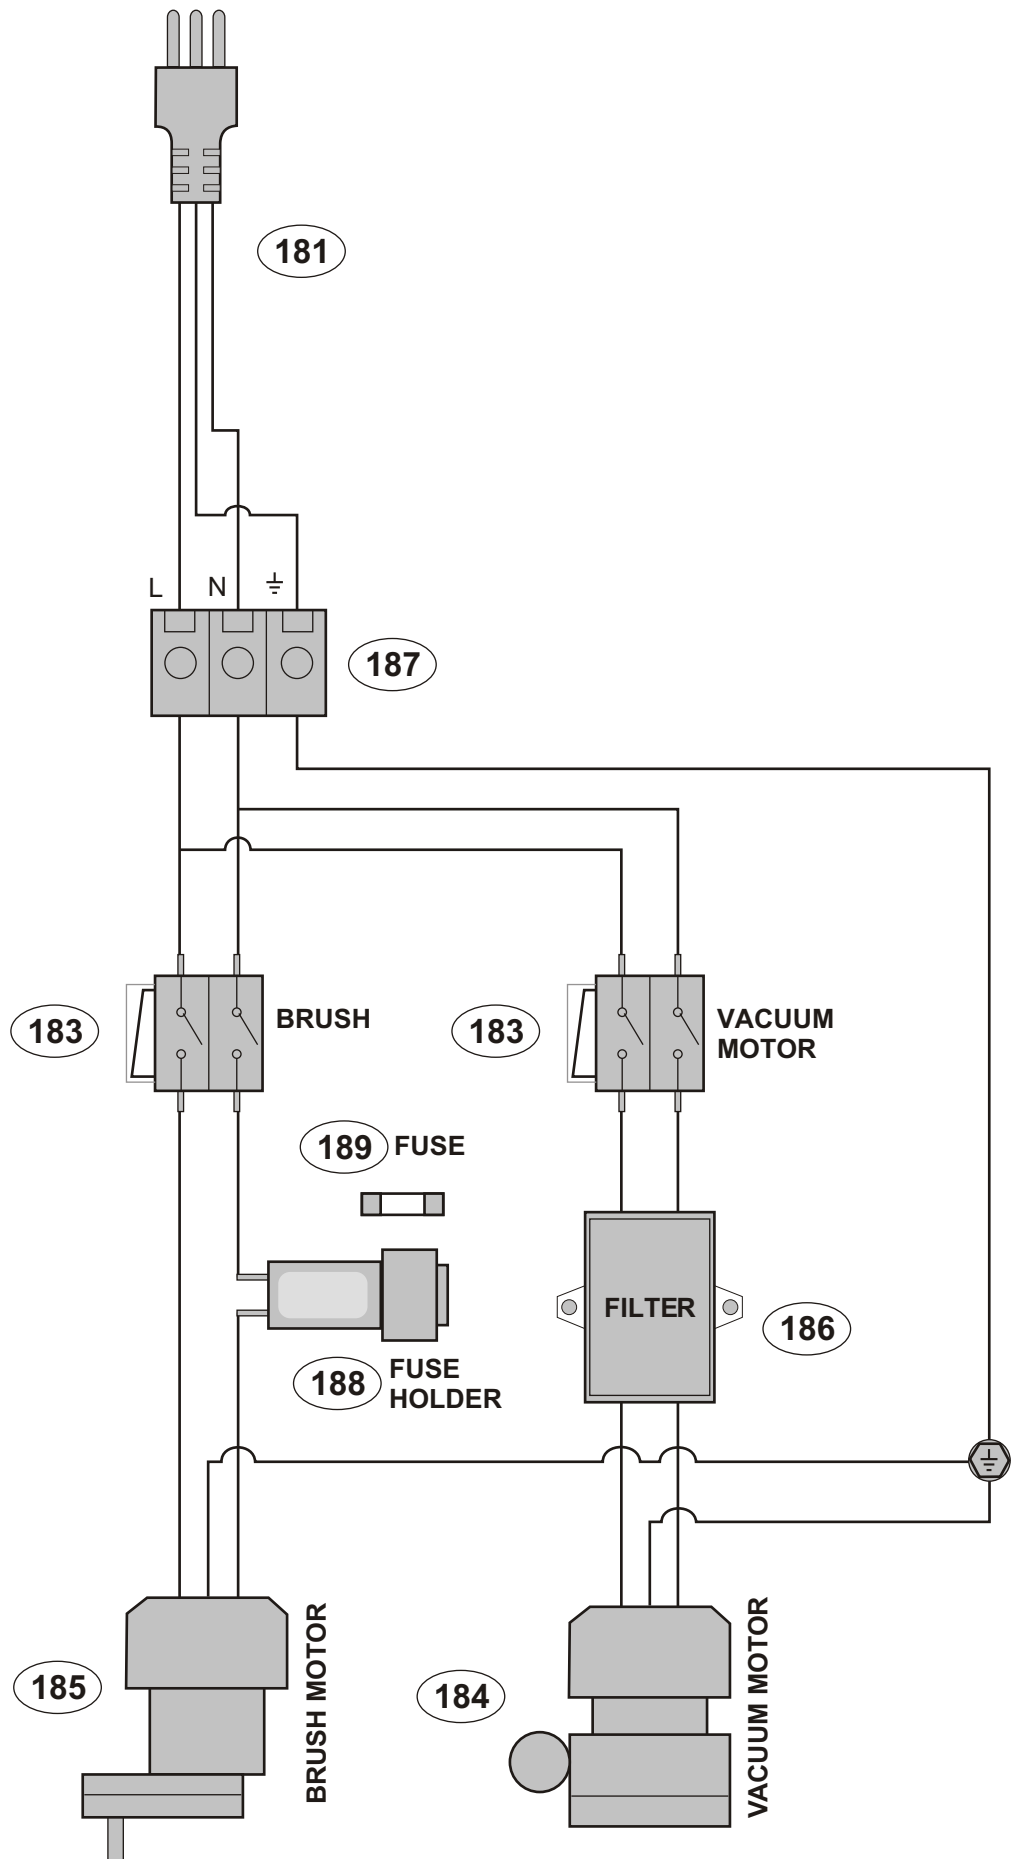 181
L N ⏚
187
183
BRUSH
183
VACUUM
MOTOR
189 FUSE
FILTER
186
188
FUSE
HOLDER
185
BRUSH MOTOR
184
VACUUM MOTOR